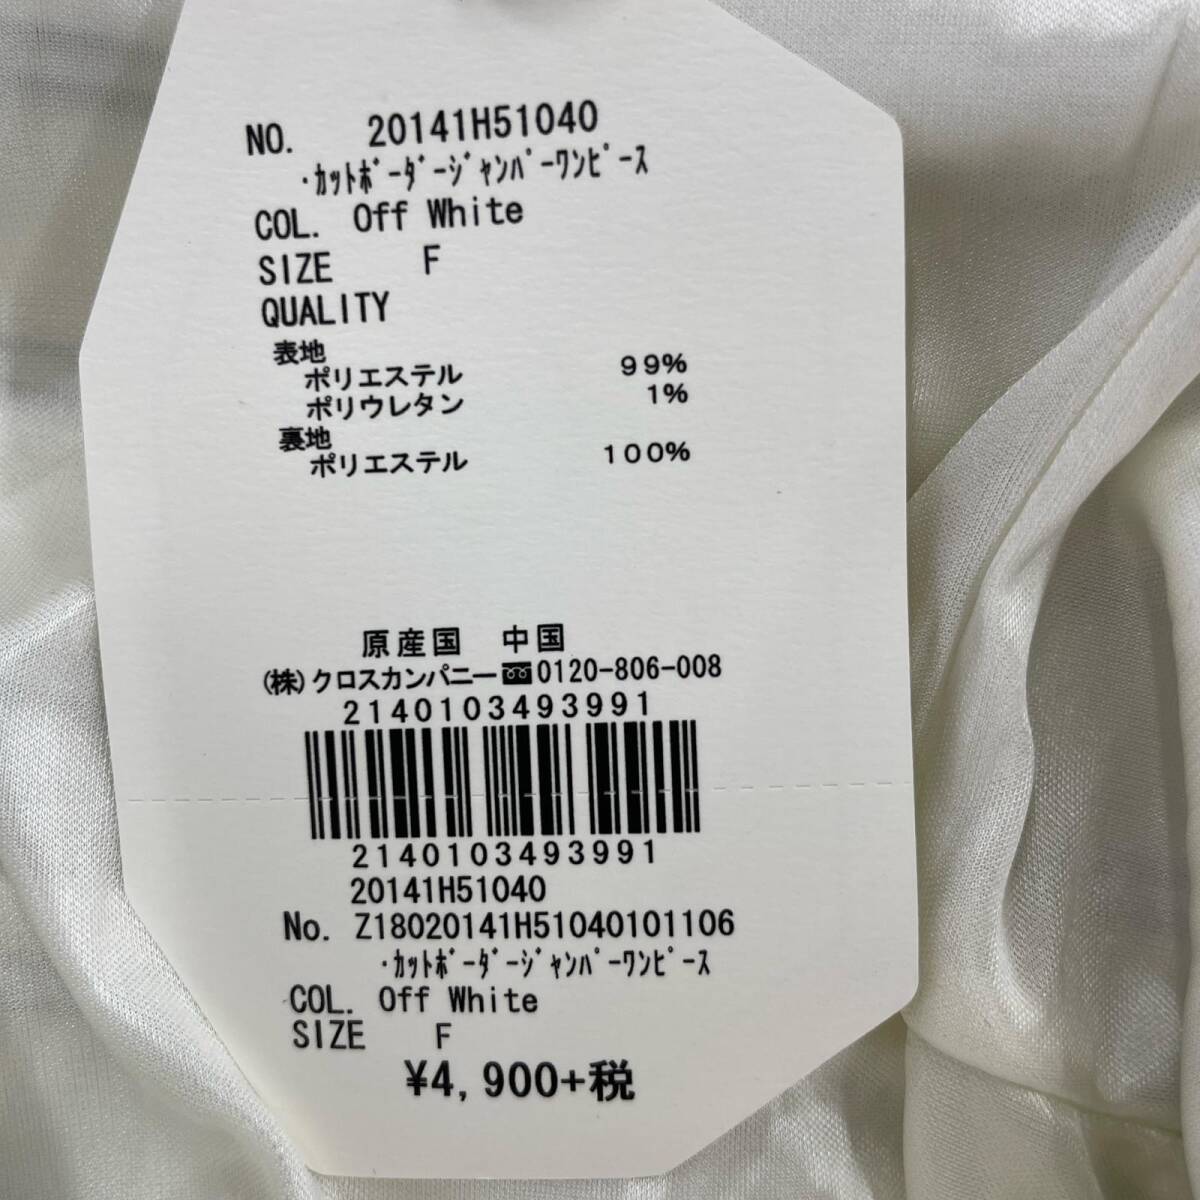 NO. 20141H51040
・カットボーダージャンパーワンピース
COL. Off White
SIZE F
QUALITY
表地
ポリエステル 99%
ポリウレタン 1%
裏地
ポリエステル 100%
原産国 中国
(株)クロスカンパニー 0120-806-008
2140103493991
2140103493991
20141H51040
No. Z18020141H51040101106
・カットボーダージャンパーワンピース
COL. Off White
SIZE F
¥4,900+税